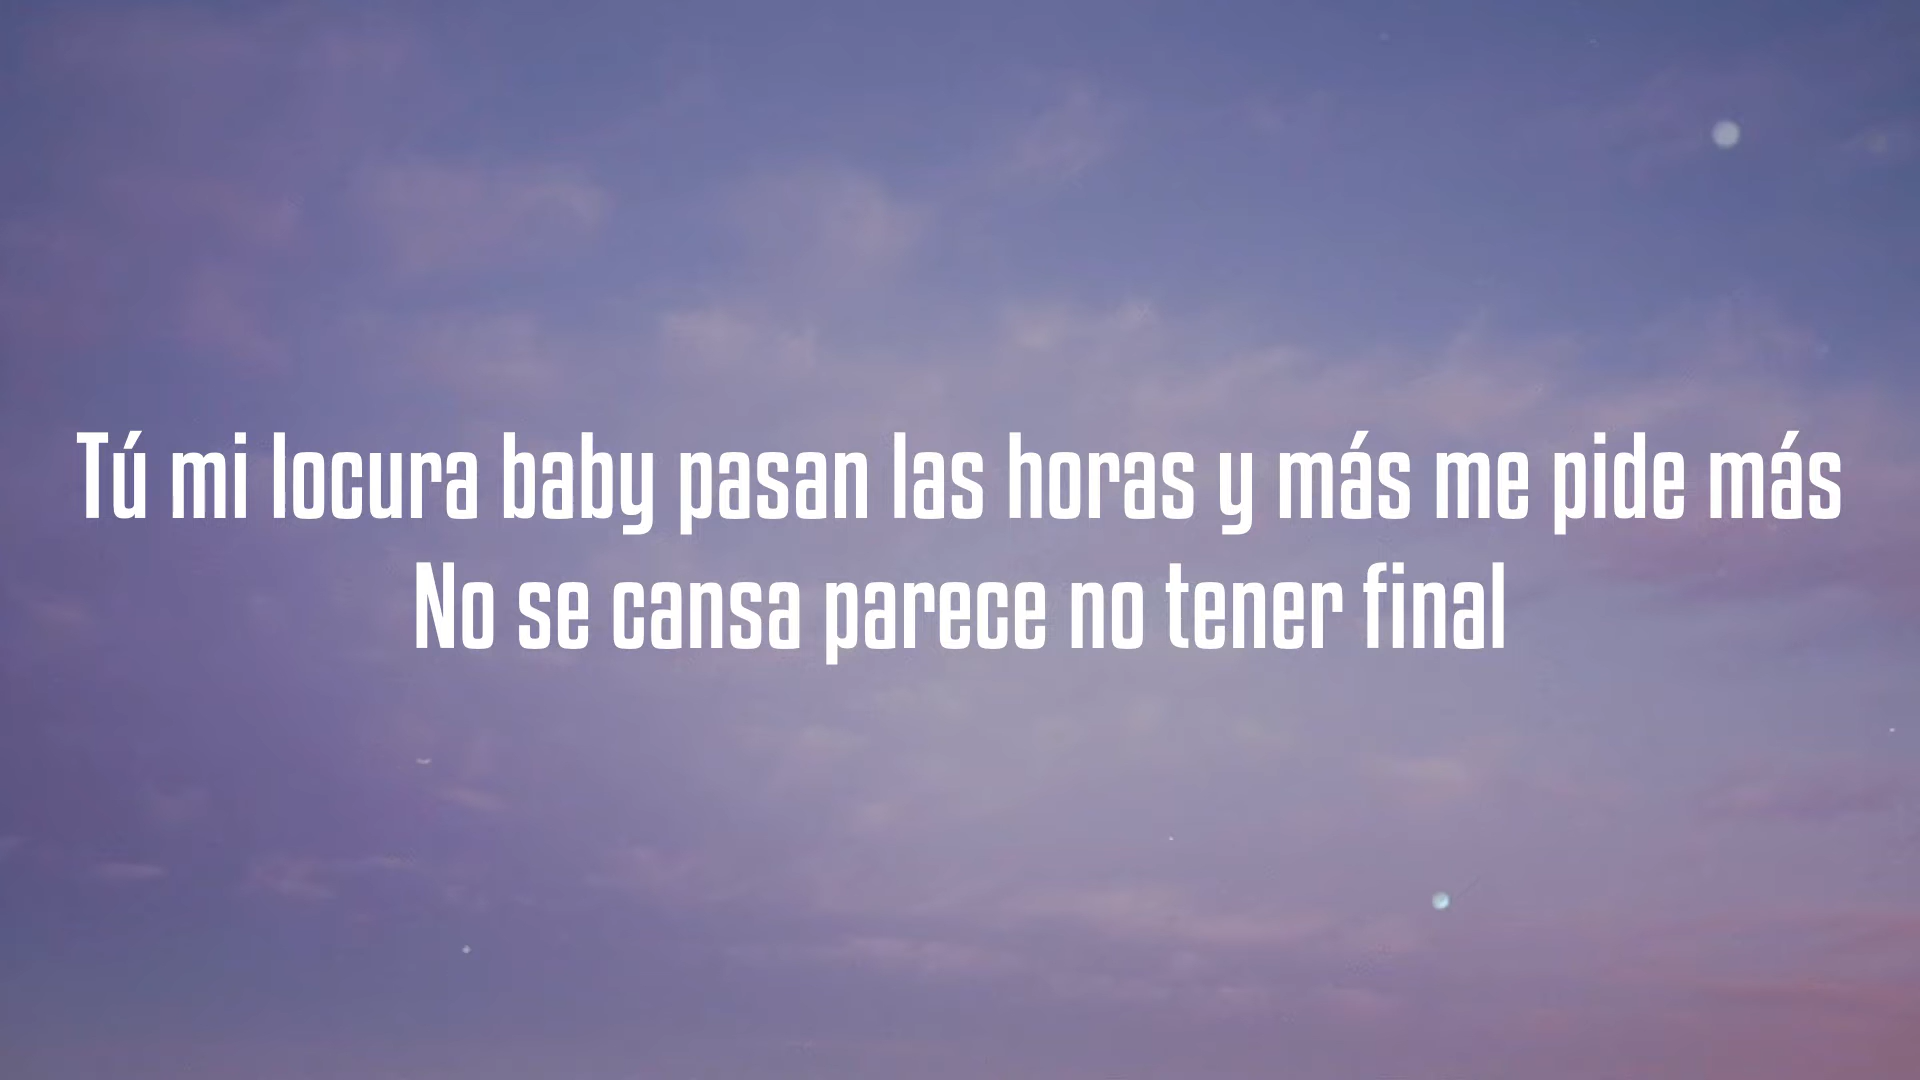 Tú mi locura baby pasan las horas y más me pide más
No se cansa parece no tener final